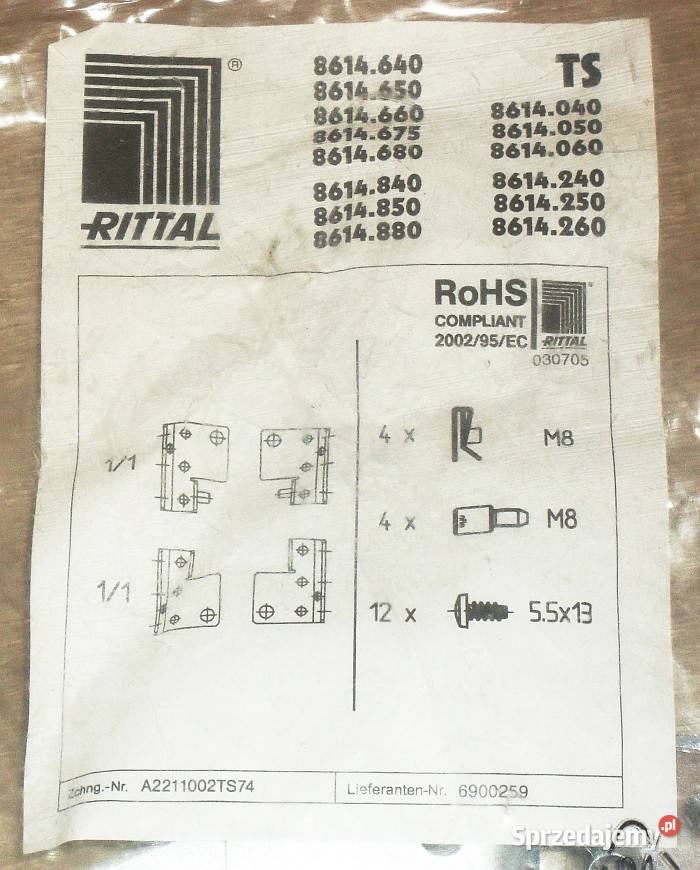 ®
RITTAL
8614.640
8614.650
8614.660
8614.675
8614.680
8614.840
8614.850
8614.880
TS
8614.040
8614.050
8614.060
8614.240
8614.250
8614.260
RoHS
COMPLIANT
2002/95/EC
RITTAL
030705
1/1
1/1
4 x M8
4 x M8
12 x 5.5x13
Zchng.-Nr. A2211002TS74
Lieferanten-Nr. 6900259
Sprzedajemy.pl